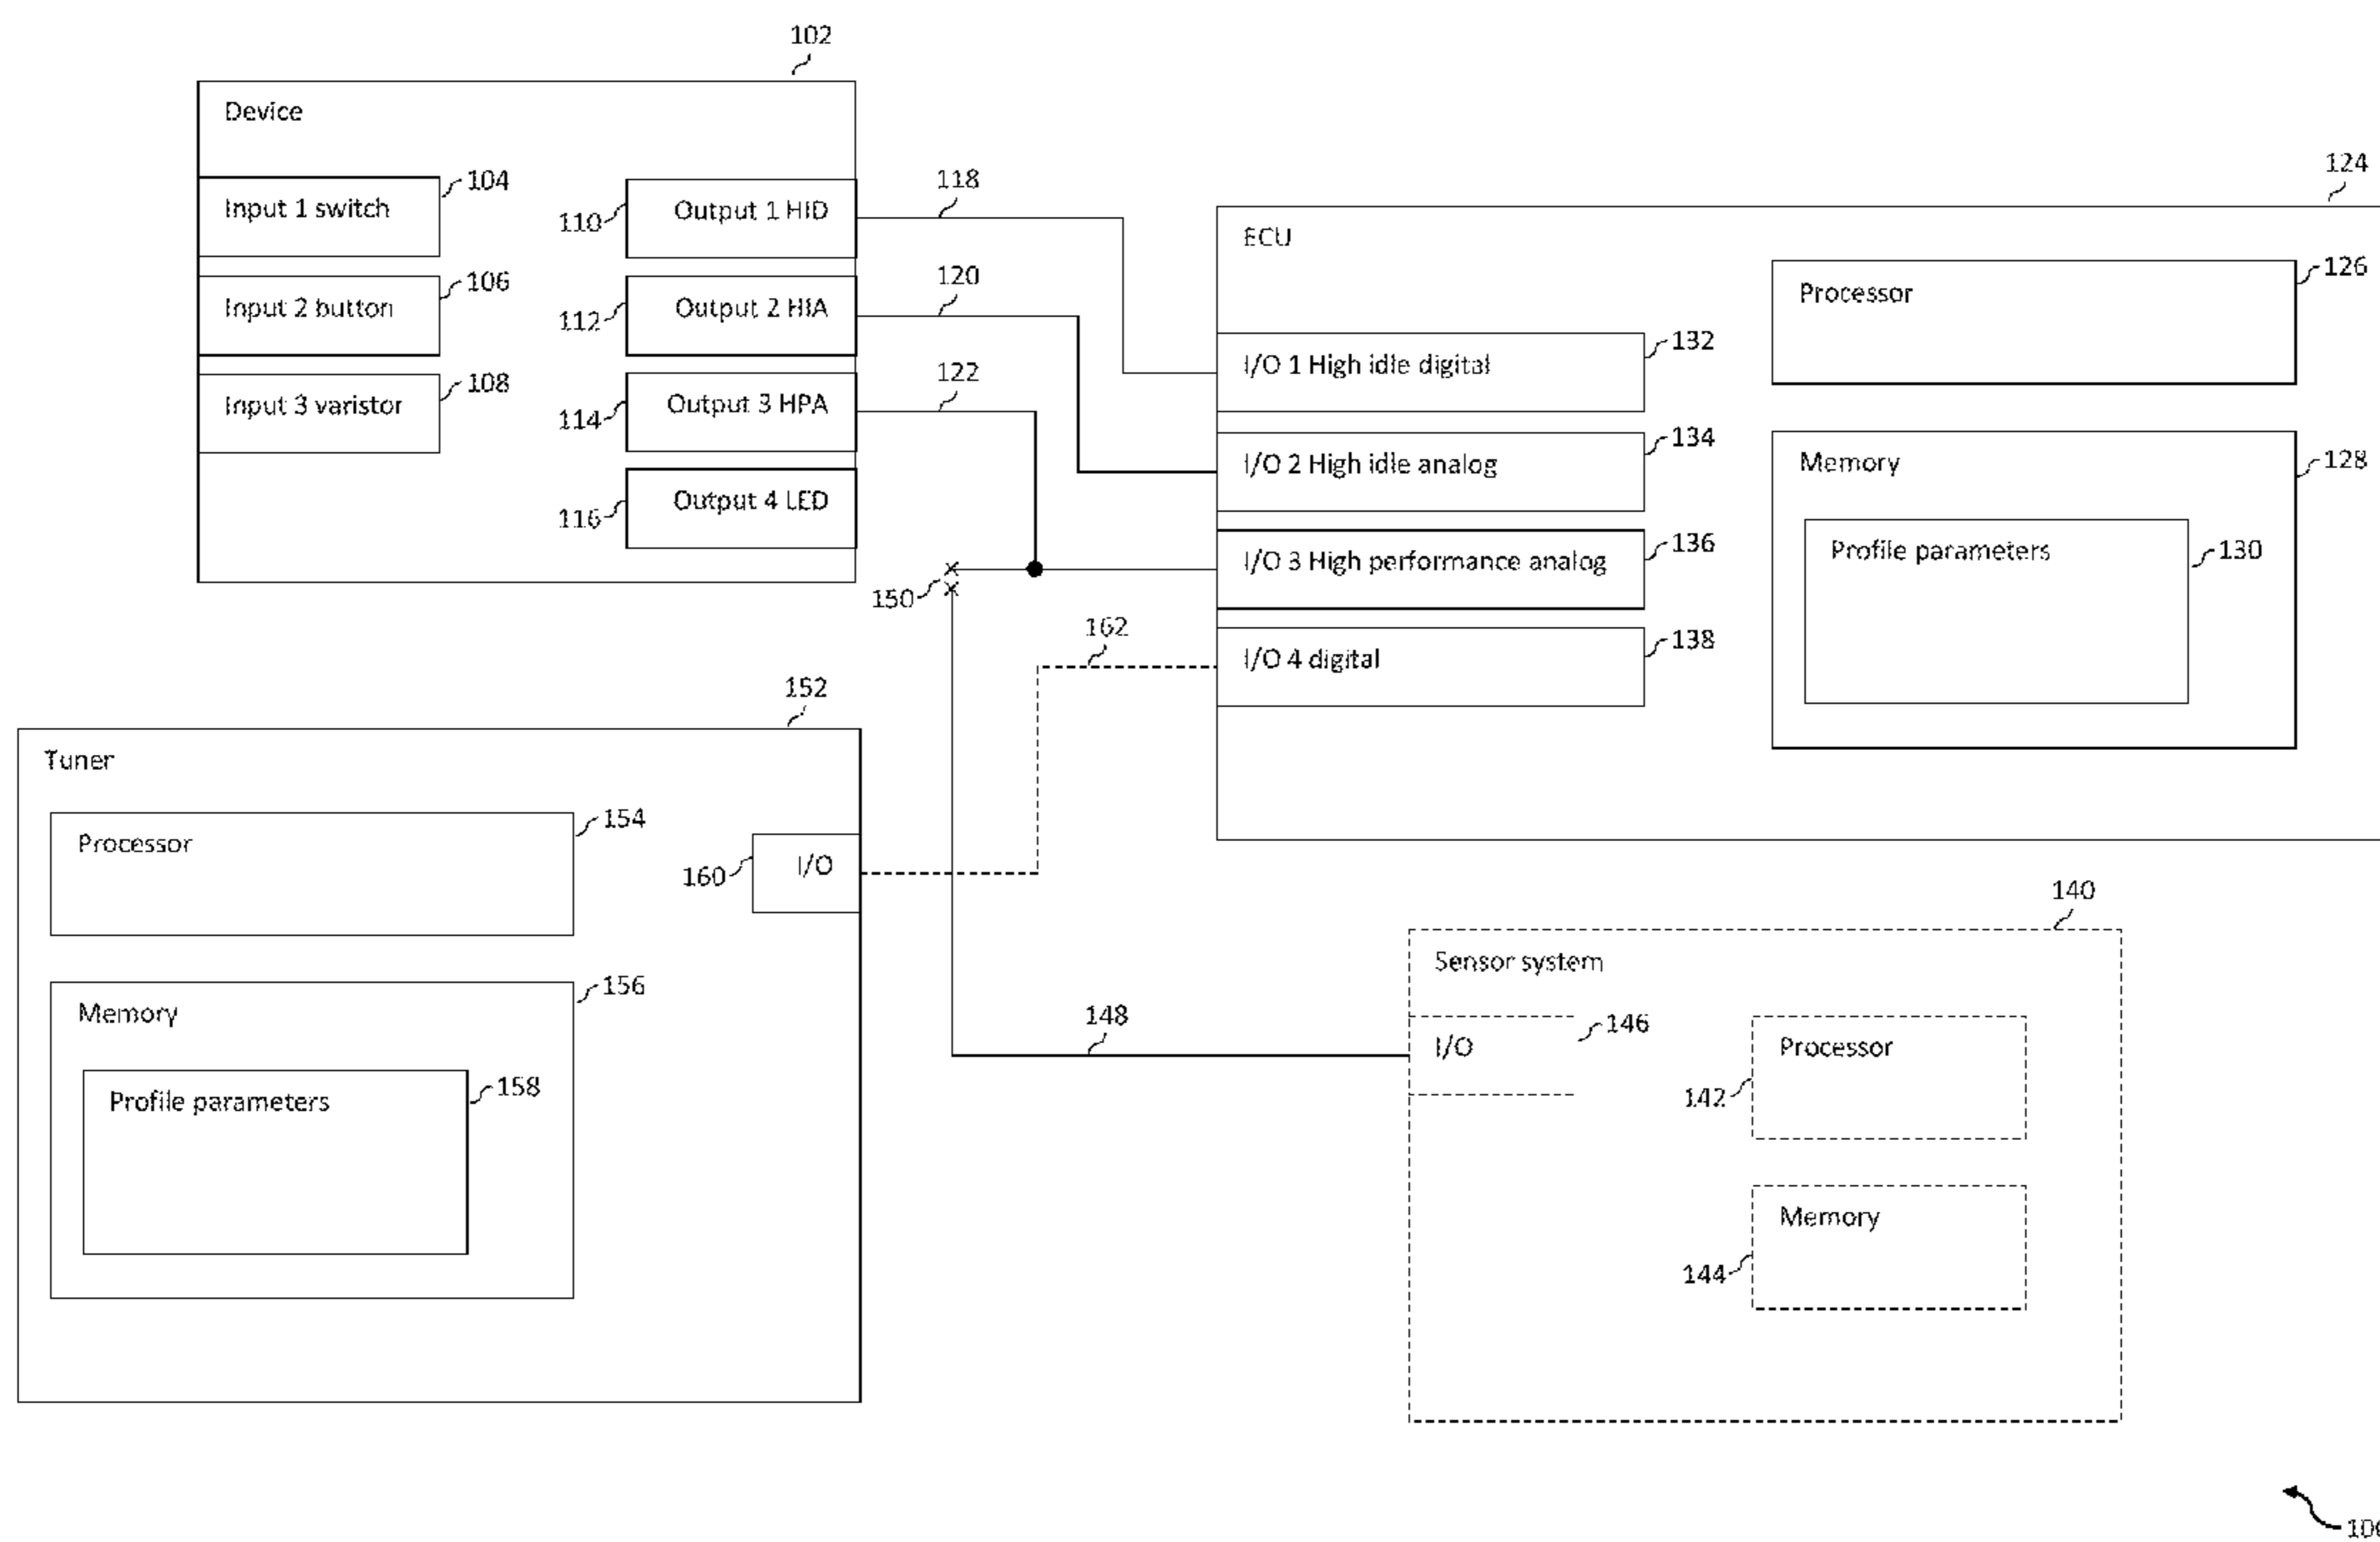 102
Device
Input 1 switch
104
Input 2 button
106
Input 3 varistor
108
110
Output 1 HID
112
Output 2 HIA
114
Output 3 HPA
116
Output 4 LED
118
120
122
124
ECU
I/O 1 High idle digital
132
I/O 2 High idle analog
134
I/O 3 High performance analog
136
I/O 4 digital
138
Processor
126
Memory
128
Profile parameters
130
150
162
152
Tuner
Processor
154
160
I/O
Memory
156
Profile parameters
158
148
140
Sensor system
I/O
146
Processor
142
Memory
144